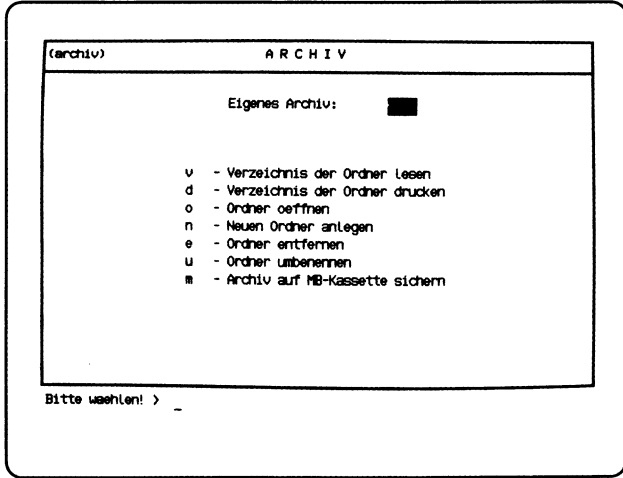 (archiv) A R C H I V
Eigenes Archiv:
v - Verzeichnis der Ordner lesen
d - Verzeichnis der Ordner drucken
o - Ordner oeffnen
n - Neuen Ordner anlegen
e - Ordner entfernen
u - Ordner umbenennen
m - Archiv auf MB-Kassette sichern
Bitte waehlen! > _